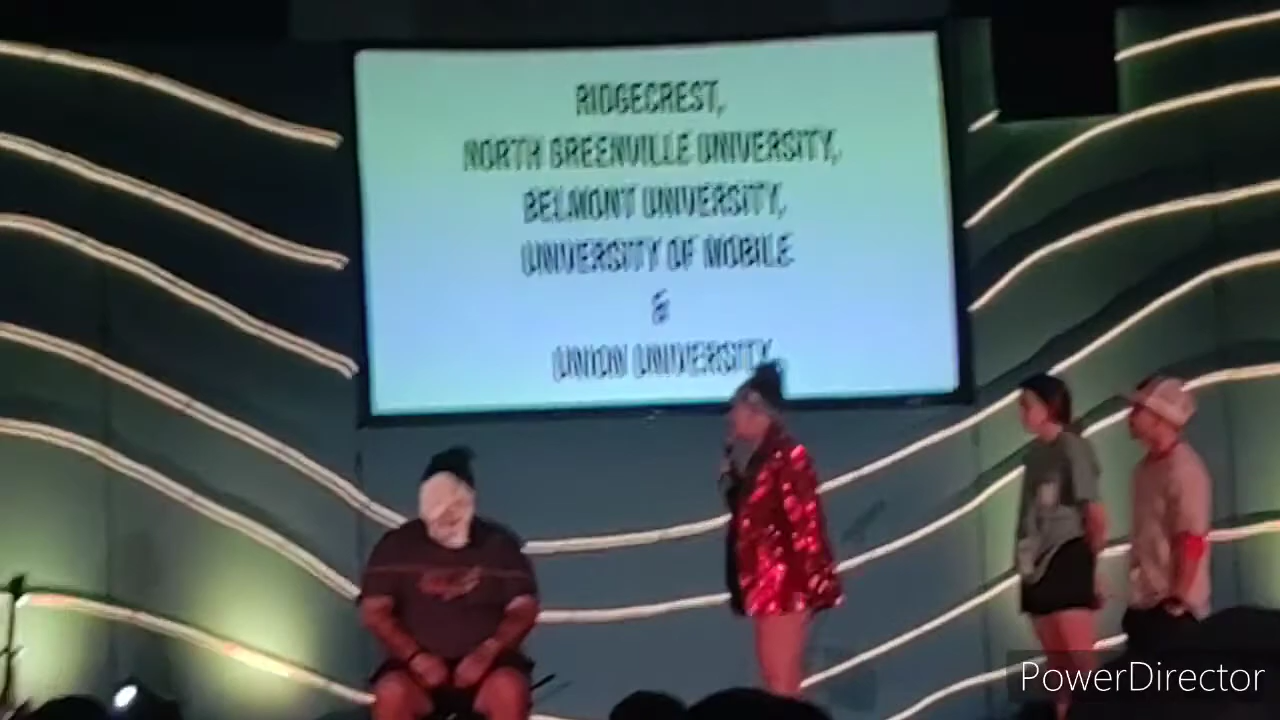 RIDGECREST,
NORTH GREENVILLE UNIVERSITY,
BELMONT UNIVERSITY,
UNIVERSITY OF MOBILE
&
UNION UNIVERSITY
PowerDirector